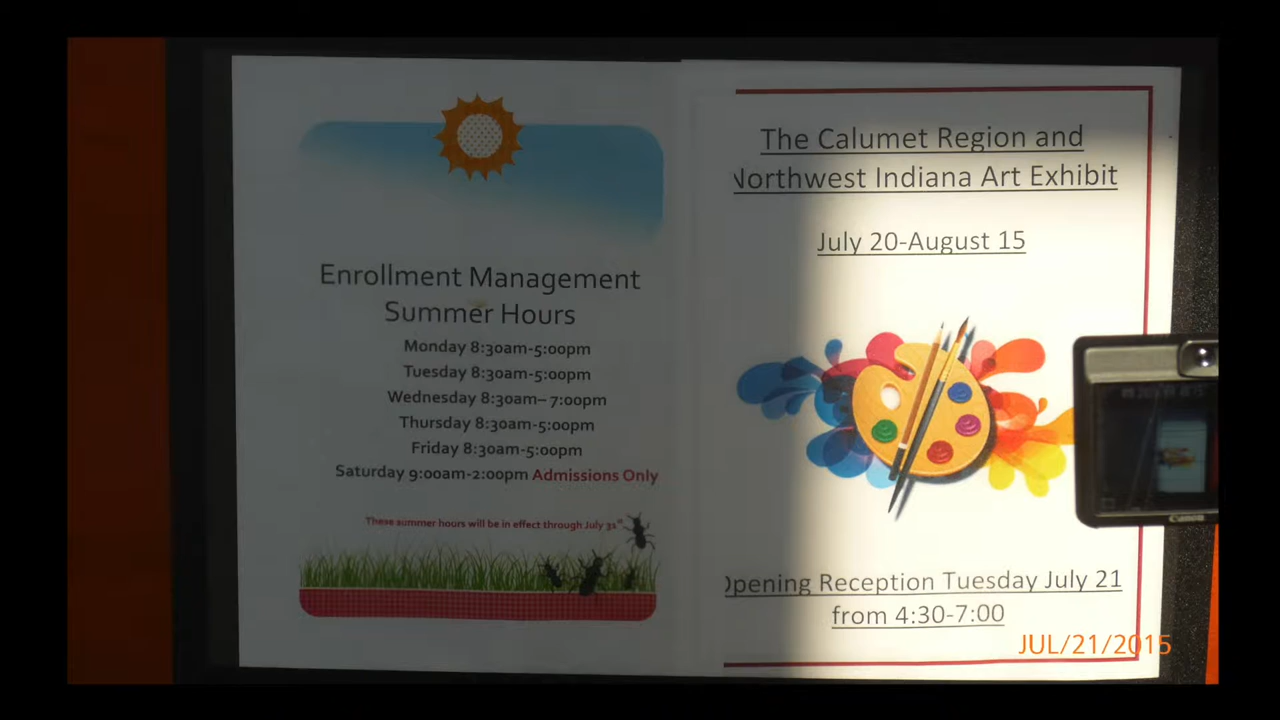 Enrollment Management
Summer Hours
Monday 8:30am-5:00pm
Tuesday 8:30am-5:00pm
Wednesday 8:30am– 7:00pm
Thursday 8:30am-5:00pm
Friday 8:30am-5:00pm
Saturday 9:00am-2:00pm Admissions Only
These summer hours will be in effect through July 31st
The Calumet Region and
Northwest Indiana Art Exhibit
July 20-August 15
Opening Reception Tuesday July 21
from 4:30-7:00
Canon
JUL/21/2015